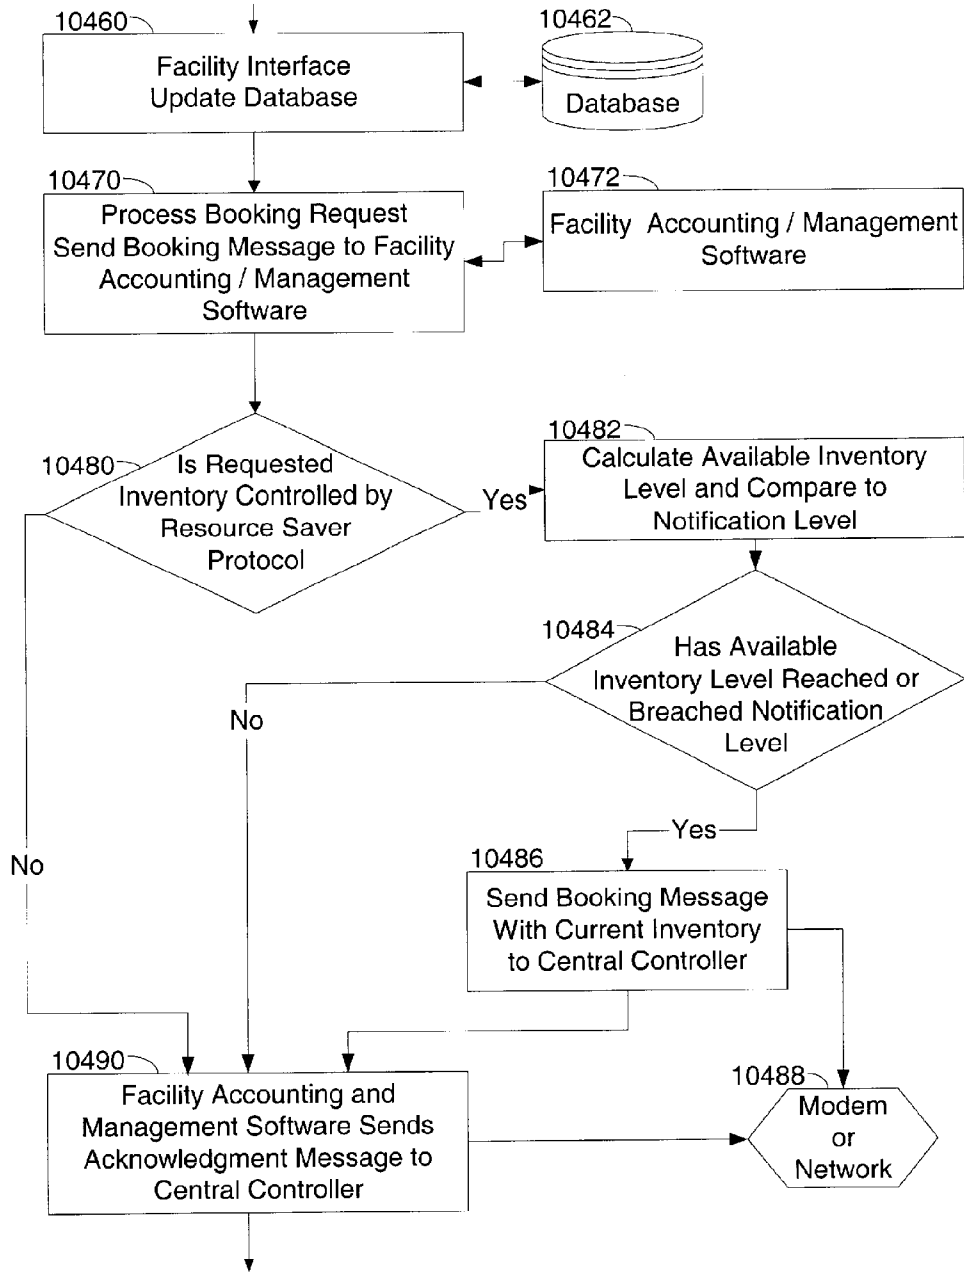 10460
Facility Interface
Update Database
10462
Database
10470
Process Booking Request
Send Booking Message to Facility
Accounting / Management
Software
10472
Facility Accounting / Management
Software
10480
Is Requested
Inventory Controlled by
Resource Saver
Protocol
Yes
10482
Calculate Available Inventory
Level and Compare to
Notification Level
10484
Has Available
Inventory Level Reached or
Breached Notification
Level
No
Yes
No
10486
Send Booking Message
With Current Inventory
to Central Controller
10490
Facility Accounting and
Management Software Sends
Acknowledgment Message to
Central Controller
10488
Modem
or
Network